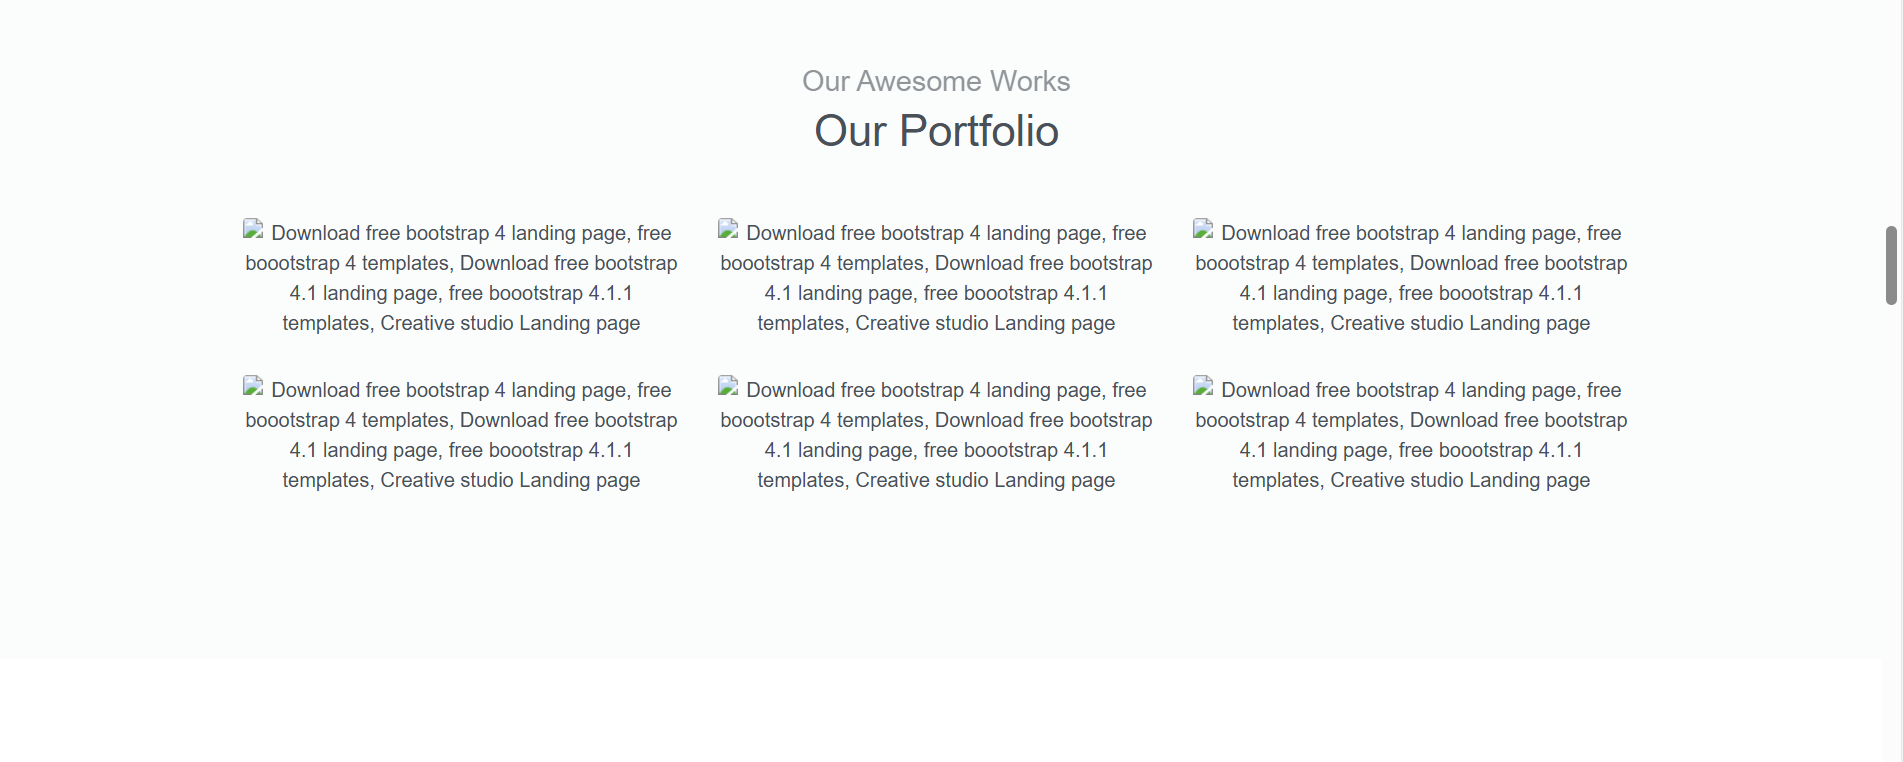 Our Awesome Works
Our Portfolio
Download free bootstrap 4 landing page, free
boootstrap 4 templates, Download free bootstrap
4.1 landing page, free boootstrap 4.1.1
templates, Creative studio Landing page
Download free bootstrap 4 landing page, free
boootstrap 4 templates, Download free bootstrap
4.1 landing page, free boootstrap 4.1.1
templates, Creative studio Landing page
Download free bootstrap 4 landing page, free
boootstrap 4 templates, Download free bootstrap
4.1 landing page, free boootstrap 4.1.1
templates, Creative studio Landing page
Download free bootstrap 4 landing page, free
boootstrap 4 templates, Download free bootstrap
4.1 landing page, free boootstrap 4.1.1
templates, Creative studio Landing page
Download free bootstrap 4 landing page, free
boootstrap 4 templates, Download free bootstrap
4.1 landing page, free boootstrap 4.1.1
templates, Creative studio Landing page
Download free bootstrap 4 landing page, free
boootstrap 4 templates, Download free bootstrap
4.1 landing page, free boootstrap 4.1.1
templates, Creative studio Landing page